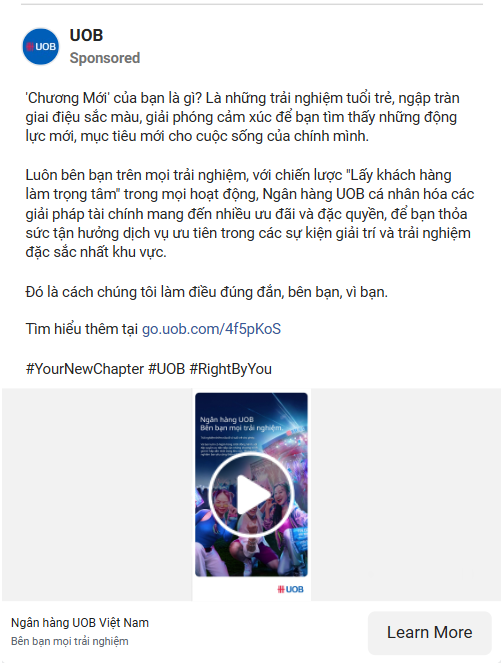 UOB
UOB
Sponsored
'Chương Mới' của bạn là gì? Là những trải nghiệm tuổi trẻ, ngập tràn
giai điệu sắc màu, giải phóng cảm xúc để bạn tìm thấy những động
lực mới, mục tiêu mới cho cuộc sống của chính mình.
Luôn bên bạn trên mọi trải nghiệm, với chiến lược "Lấy khách hàng
làm trọng tâm" trong mọi hoạt động, Ngân hàng UOB cá nhân hóa các
giải pháp tài chính mang đến nhiều ưu đãi và đặc quyền, để bạn thỏa
sức tận hưởng dịch vụ ưu tiên trong các sự kiện giải trí và trải nghiệm
đặc sắc nhất khu vực.
Đó là cách chúng tôi làm điều đúng đắn, bên bạn, vì bạn.
Tìm hiểu thêm tại go.uob.com/4f5pKoS
#YourNewChapter #UOB #RightByYou
Ngân hàng UOB
Bên bạn mọi trải nghiệm.
UOB
Ngân hàng UOB Việt Nam
Bên bạn mọi trải nghiệm
Learn More